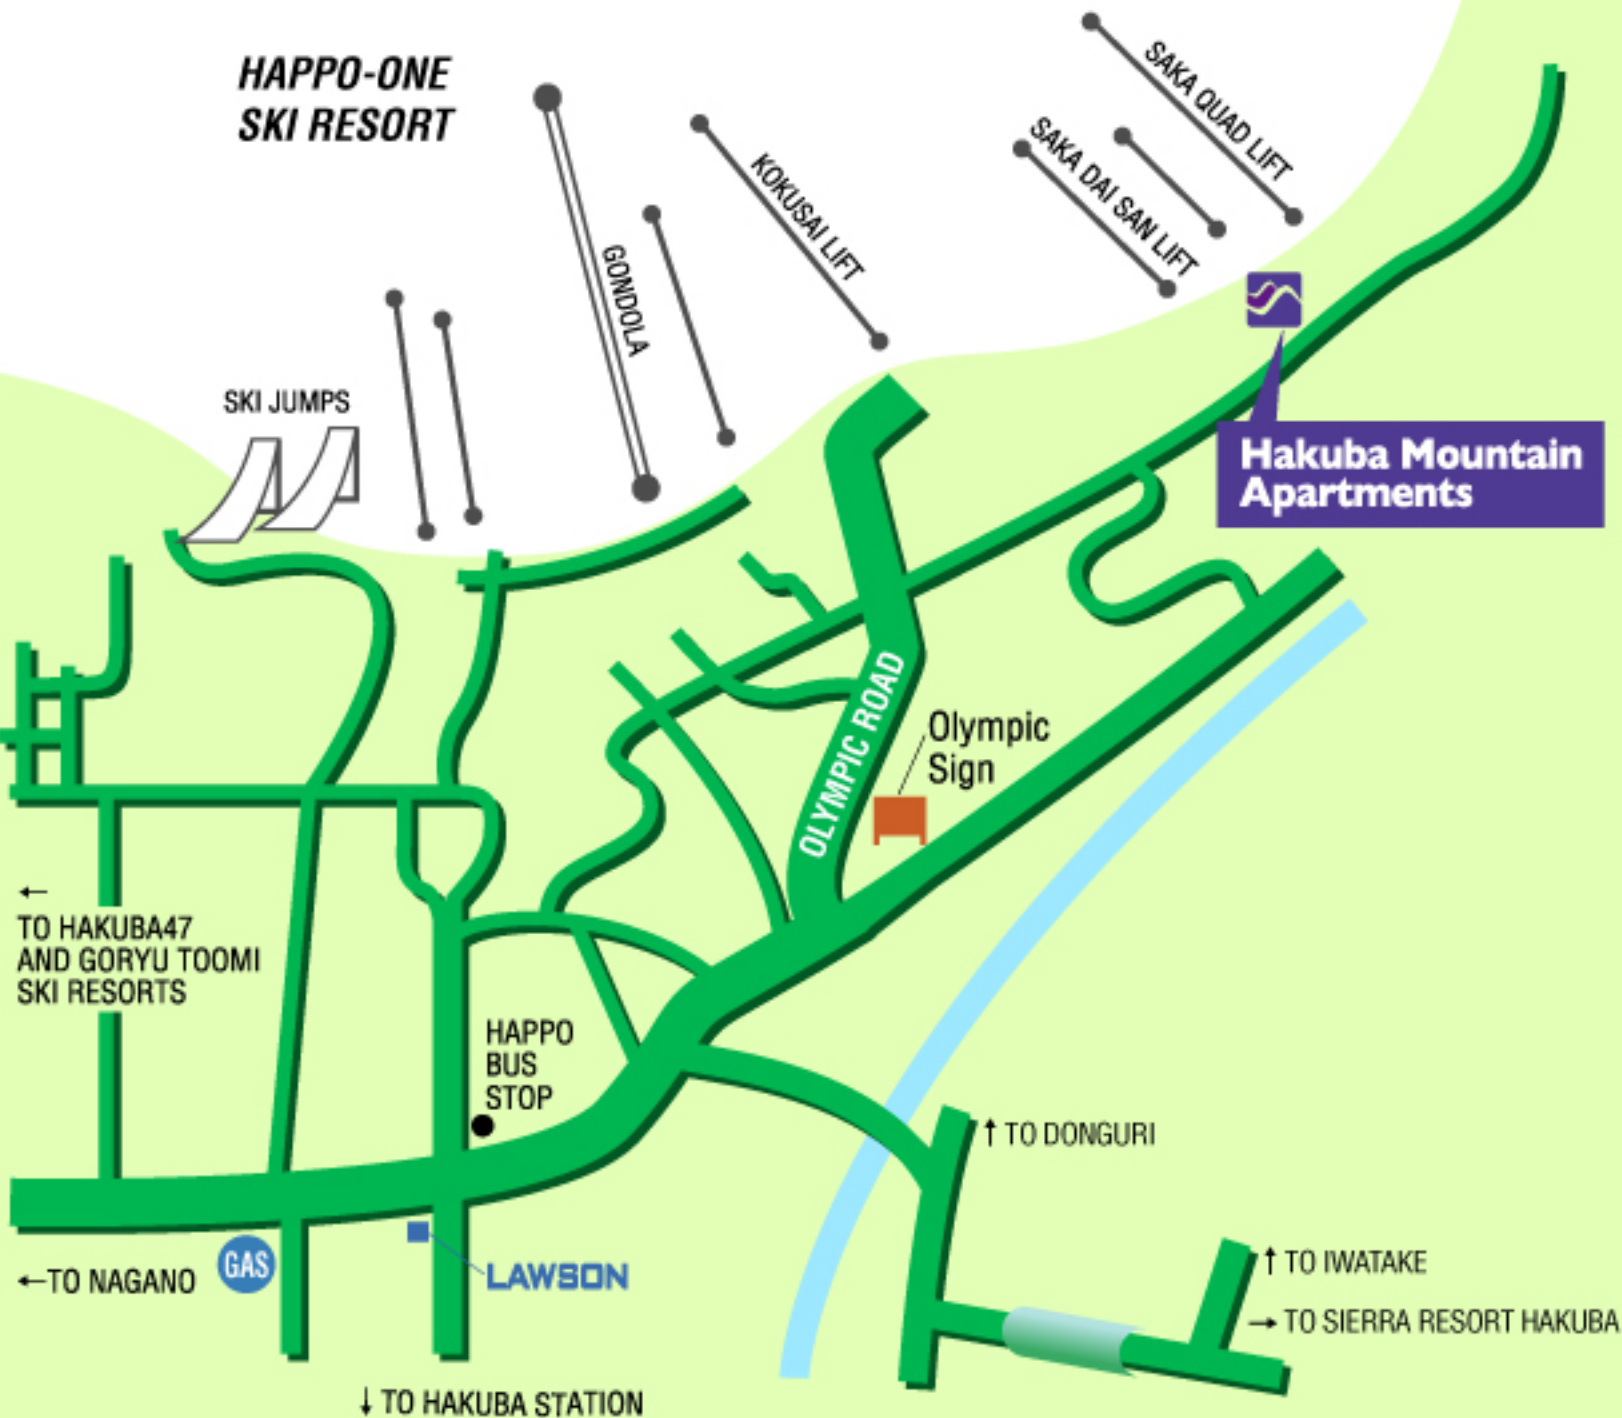 HAPPO-ONE
SKI RESORT
SAKA QUAD LIFT
SAKA DAI SAN LIFT
KOKUSAI LIFT
GONDOLA
SKI JUMPS
Hakuba Mountain
Apartments
OLYMPIC ROAD
Olympic
Sign
←
TO HAKUBA47
AND GORYU TOOMI
SKI RESORTS
HAPPO
BUS
STOP
↑ TO DONGURI
GAS
←TO NAGANO
LAWSON
↑ TO IWATAKE
→ TO SIERRA RESORT HAKUBA
↓ TO HAKUBA STATION